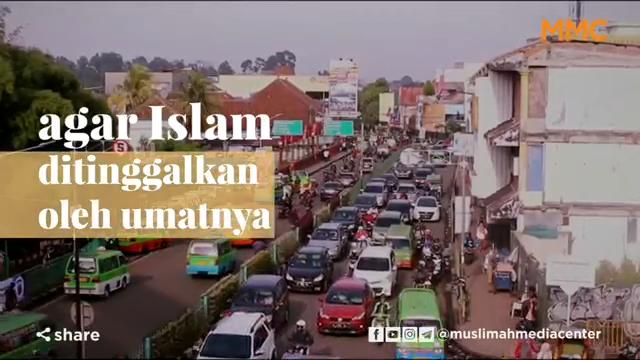 MMC
agar Islam
ditinggalkan
oleh umatnya
share
@muslimahmediacenter